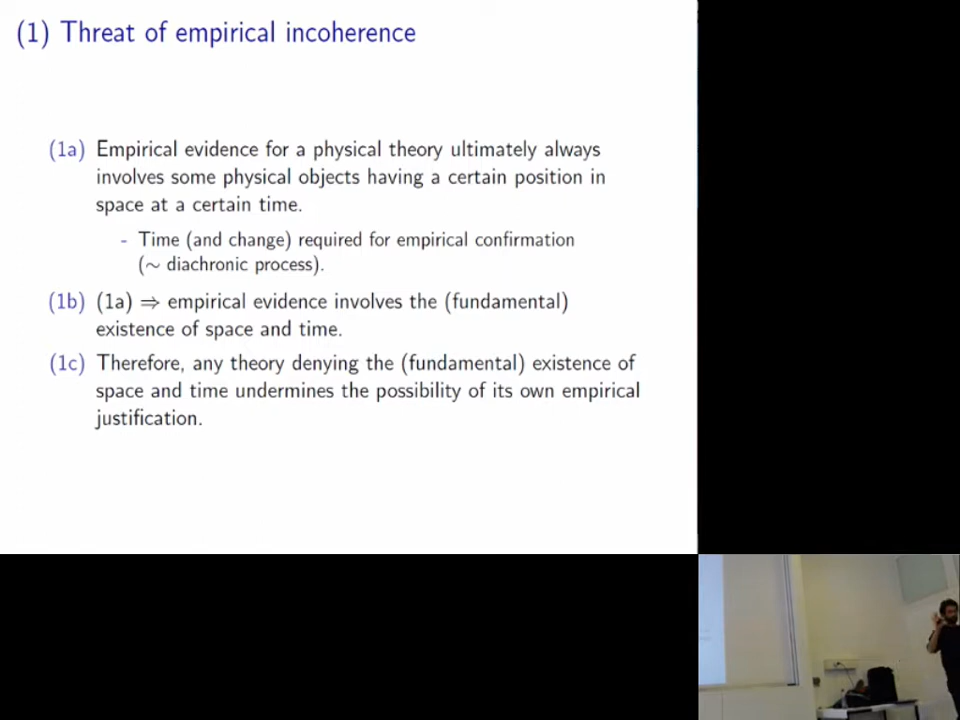 (1) Threat of empirical incoherence
(1a) Empirical evidence for a physical theory ultimately always
involves some physical objects having a certain position in
space at a certain time.
- Time (and change) required for empirical confirmation
(∼ diachronic process).
(1b) (1a) ⇒ empirical evidence involves the (fundamental)
existence of space and time.
(1c) Therefore, any theory denying the (fundamental) existence of
space and time undermines the possibility of its own empirical
justification.